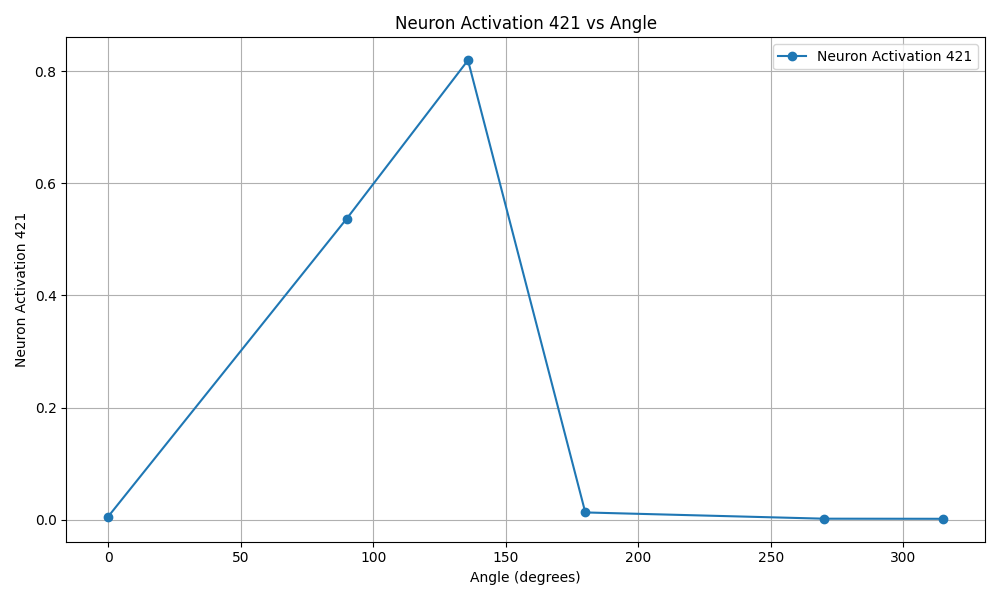 Neuron Activation 421 vs Angle
Neuron Activation 421
0.8
0.6
0.4
0.2
0.0
Neuron Activation 421
0 50 100 150 200 250 300
Angle (degrees)